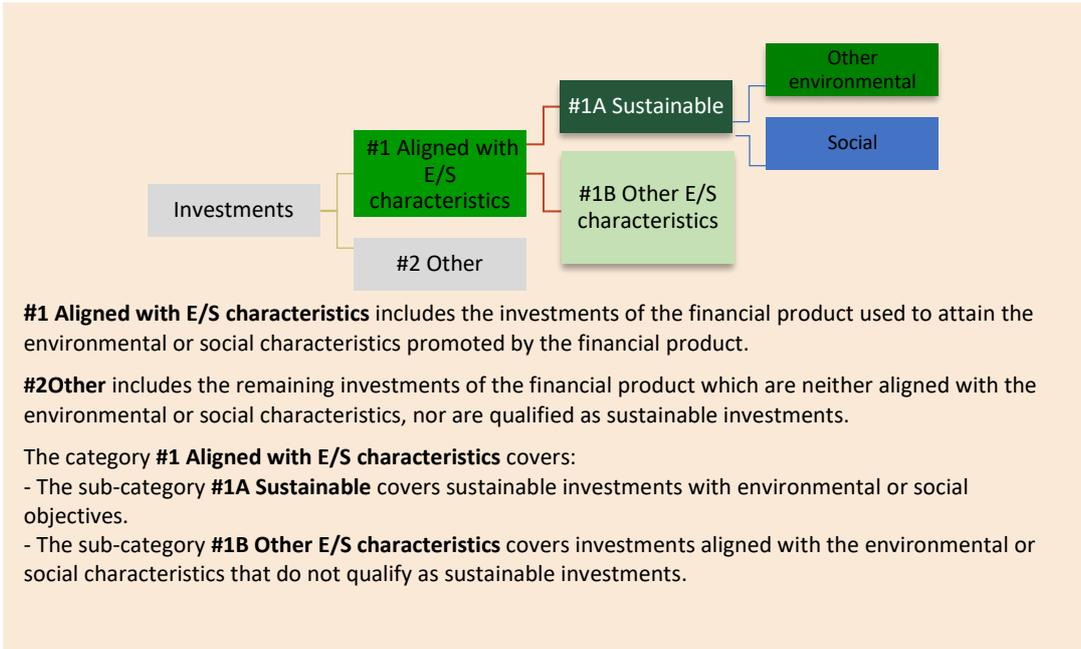 Other
environmental
#1A Sustainable
#1 Aligned with
E/S
characteristics
Social
#1B Other E/S
characteristics
Investments
#2 Other
#1 Aligned with E/S characteristics includes the investments of the financial product used to attain the
environmental or social characteristics promoted by the financial product.
#2Other includes the remaining investments of the financial product which are neither aligned with the
environmental or social characteristics, nor are qualified as sustainable investments.
The category #1 Aligned with E/S characteristics covers:
- The sub-category #1A Sustainable covers sustainable investments with environmental or social
objectives.
- The sub-category #1B Other E/S characteristics covers investments aligned with the environmental or
social characteristics that do not qualify as sustainable investments.